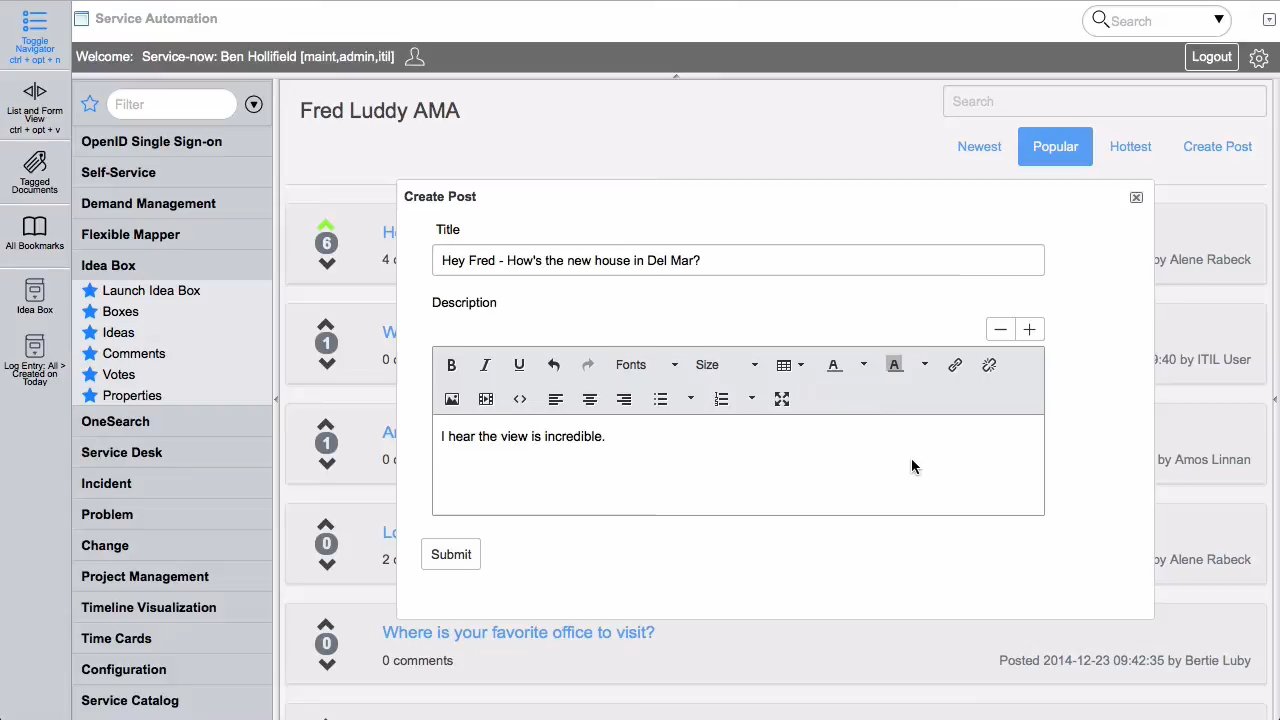 Toggle
Navigator
ctrl + opt + n
List and Form
View
ctrl + opt + v
Tagged
Documents
All Bookmarks
Idea Box
Log Entry: All >
Created on
Today
Service Automation
Search
Welcome: Service-now: Ben Hollifield [maint,admin,itil]
Logout
Filter
OpenID Single Sign-on
Self-Service
Demand Management
Flexible Mapper
Idea Box
Launch Idea Box
Boxes
Ideas
Comments
Votes
Properties
OneSearch
Service Desk
Incident
Problem
Change
Project Management
Timeline Visualization
Time Cards
Configuration
Service Catalog
Fred Luddy AMA
Search
Newest
Popular
Hottest
Create Post
Create Post
Title
Hey Fred - How's the new house in Del Mar?
Description
B I U Fonts Size A A
I hear the view is incredible.
Submit
6
4
by Alene Rabeck
1
W
0
9:40 by ITIL User
1
0
by Amos Linnan
0
Lo
2
by Alene Rabeck
0
Where is your favorite office to visit?
0 comments
Posted 2014-12-23 09:42:35 by Bertie Luby